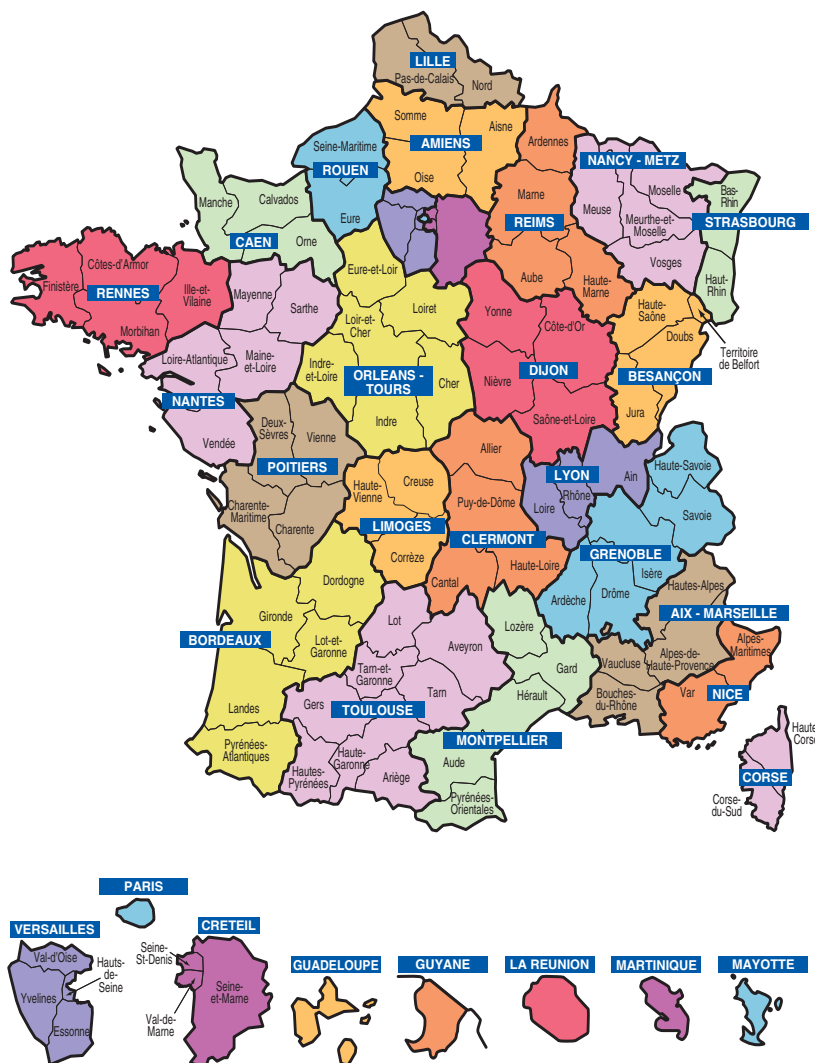 LILLE
Pas-de-Calais
Nord
Somme
Aisne
AMIENS
Oise
Ardennes
Seine-Maritime
ROUEN
Eure
NANCY - METZ
Moselle
Meuse
Meurthe-et-
Moselle
Vosges
Bas-
Rhin
STRASBOURG
Haut-
Rhin
Marne
REIMS
Aube
Haute-
Marne
Manche
Calvados
CAEN
Orne
Côtes-d'Armor
Finistère
RENNES
Ille-et-
Vilaine
Morbihan
Mayenne
Sarthe
Loire-Atlantique
Maine-
et-Loire
NANTES
Vendée
Eure-et-Loir
Loiret
Loir-et-
Cher
Indre-
et-Loire
ORLEANS -
TOURS
Cher
Indre
Yonne
Côte-d'Or
Nièvre
DIJON
Saône-et-Loire
Haute-
Saône
Doubs
Territoire
de Belfort
BESANÇON
Jura
Deux-
Sèvres
Vienne
POITIERS
Charente-
Maritime
Charente
Haute-
Vienne
Creuse
LIMOGES
Corrèze
Allier
Puy-de-Dôme
CLERMONT
Cantal
Haute-Loire
LYON
Ain
Loire
Rhône
Haute-Savoie
Savoie
GRENOBLE
Isère
Ardèche
Drôme
Hautes-Alpes
AIX - MARSEILLE
Vaucluse
Alpes-de-
Haute-Provence
Bouches-
du-Rhône
Alpes-
Maritimes
Var
NICE
Dordogne
Gironde
BORDEAUX
Lot-et-
Garonne
Landes
Pyrénées-
Atlantiques
Lot
Aveyron
Tarn-et-
Garonne
Tarn
Gers
TOULOUSE
Haute-
Garonne
Hautes-
Pyrénées
Ariège
Lozère
Gard
Hérault
MONTPELLIER
Aude
Pyrénées-
Orientales
Haute
Corse
CORSE
Corse-
du-Sud
PARIS
VERSAILLES
Val-d'Oise
Hauts-
de-
Seine
Yvelines
Essonne
CRETEIL
Seine-
St-Denis
Seine-
et-Marne
Val-de-
Marne
GUADELOUPE
GUYANE
LA REUNION
MARTINIQUE
MAYOTTE